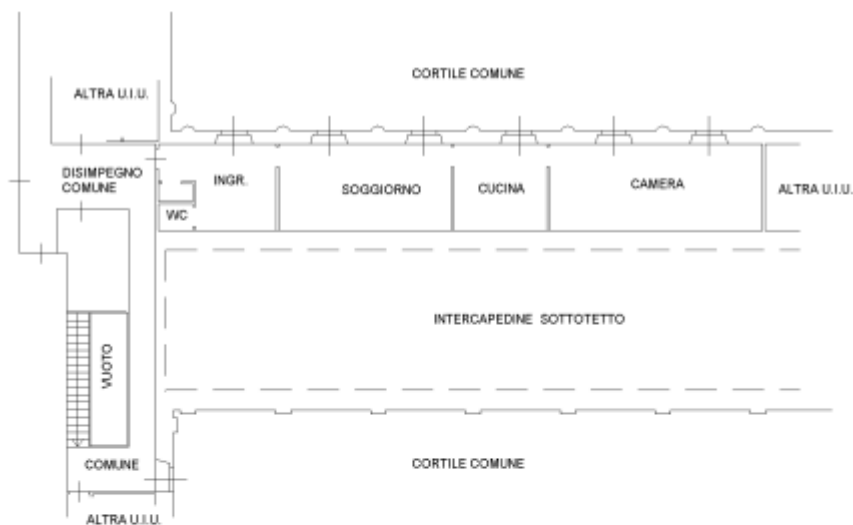 CORTILE COMUNE
ALTRA U.I.U.
DISIMPEGNO
COMUNE
INGR.
SOGGIORNO
CUCINA
CAMERA
ALTRA U.I.U.
WC
INTERCAPEDINE SOTTOTETTO
VUOTO
COMUNE
CORTILE COMUNE
ALTRA U.I.U.